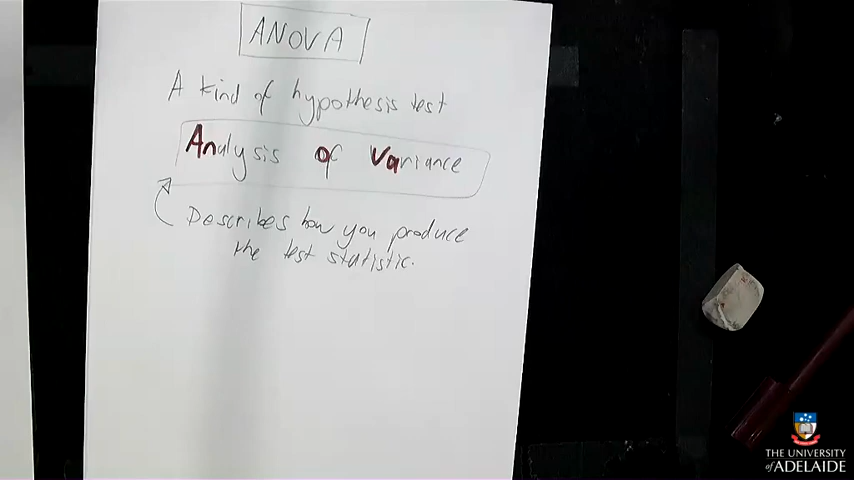 ANOVA
A kind of hypothesis test
Analysis of Variance
Describes how you produce
the test statistic.
THE UNIVERSITY
of ADELAIDE